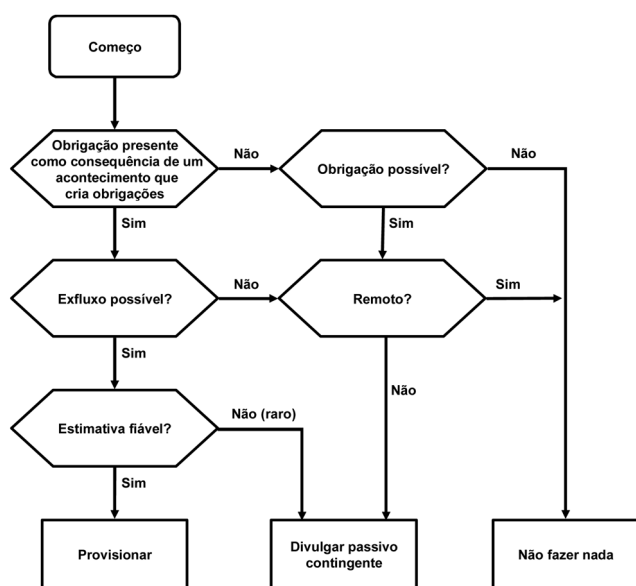 Começo
Obrigação presente
como consequência de um
acontecimento que
cria obrigações
Não
Obrigação possível?
Não
Sim
Sim
Exfluxo possível?
Não
Remoto?
Sim
Sim
Não
Estimativa fiável?
Não (raro)
Sim
Provisionar
Divulgar passivo
contingente
Não fazer nada